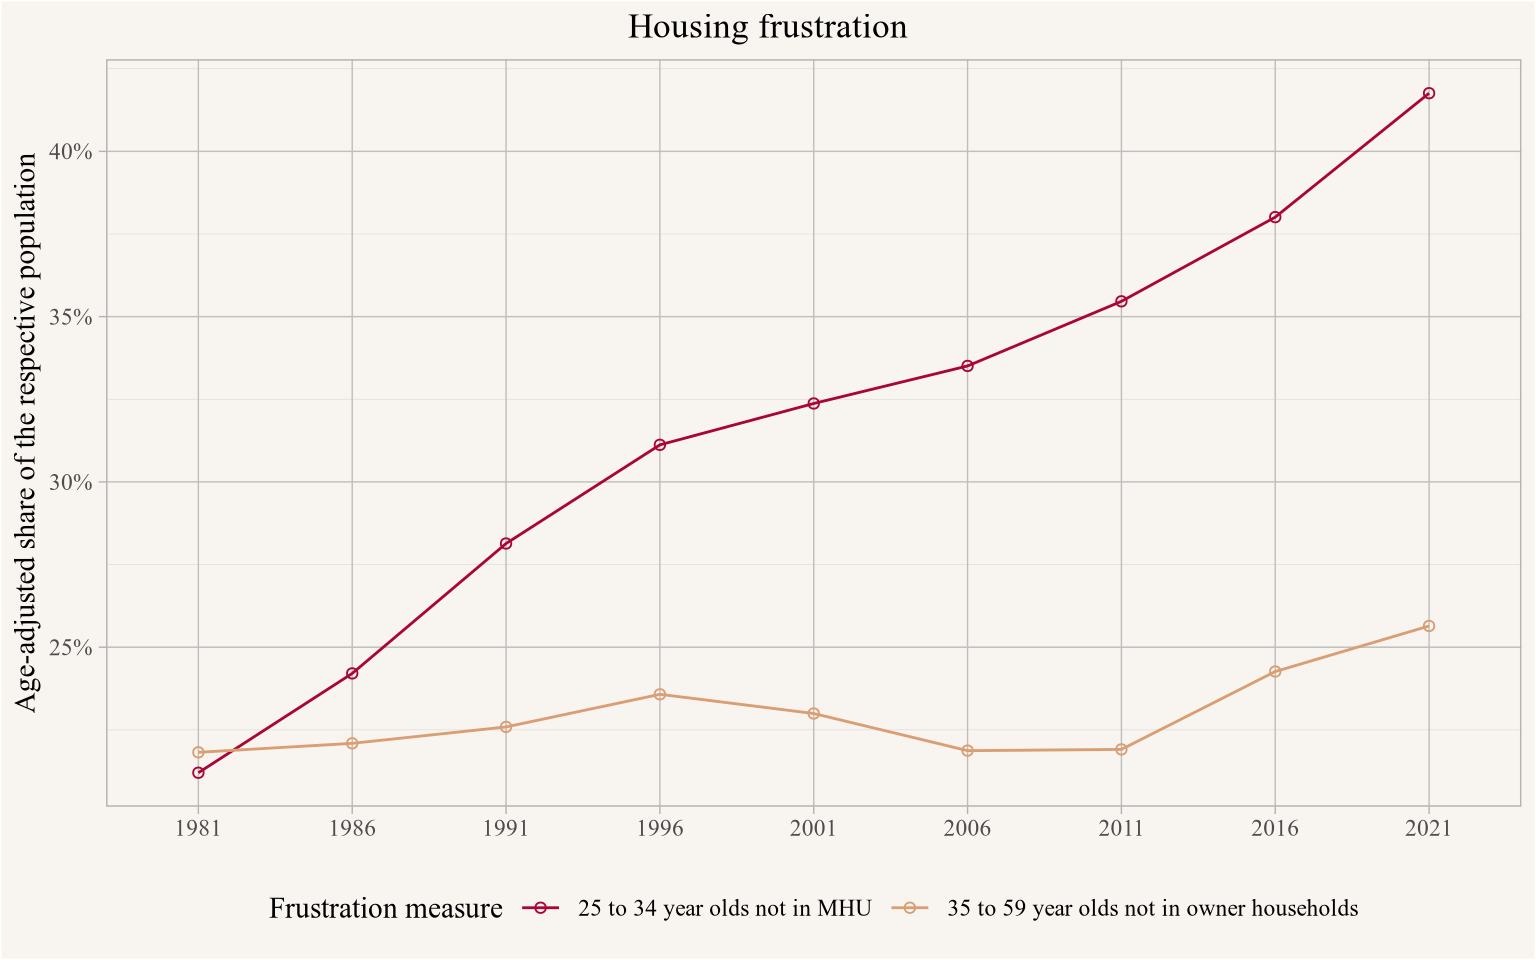 Housing frustration
Age-adjusted share of the respective population
40%
35%
30%
25%
1981 1986 1991 1996 2001 2006 2011 2016 2021
Frustration measure 25 to 34 year olds not in MHU 35 to 59 year olds not in owner households